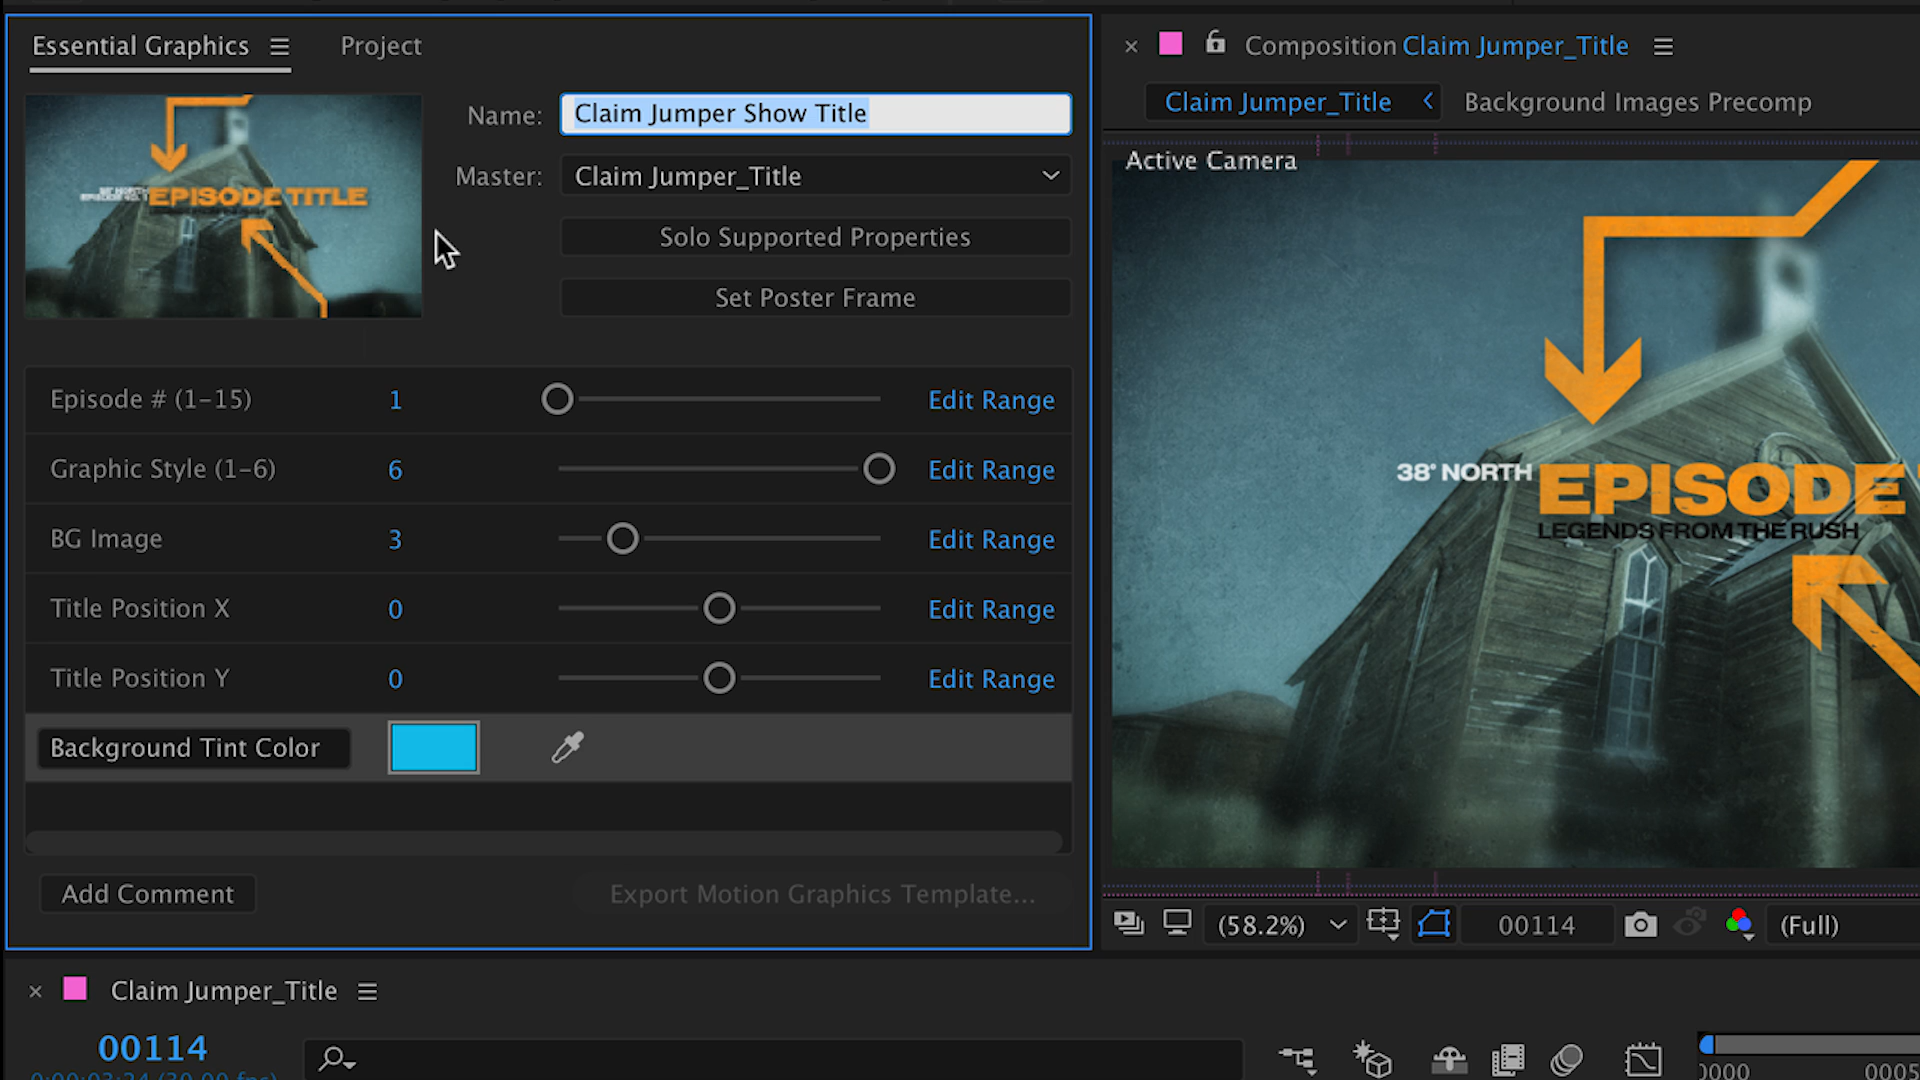 Essential Graphics
Project
Name: Claim Jumper Show Title
Master: Claim Jumper_Title
Solo Supported Properties
Set Poster Frame
EPISODE TITLE
Episode # (1-15) 1 Edit Range
Graphic Style (1-6) 6 Edit Range
BG Image 3 Edit Range
Title Position X 0 Edit Range
Title Position Y 0 Edit Range
Background Tint Color
Add Comment
Export Motion Graphics Template...
Composition Claim Jumper_Title
Claim Jumper_Title
Background Images Precomp
Active Camera
38° NORTH
EPISODE
LEGENDS FROM THE RUSH
(58.2%)
00114
(Full)
Claim Jumper_Title
00114